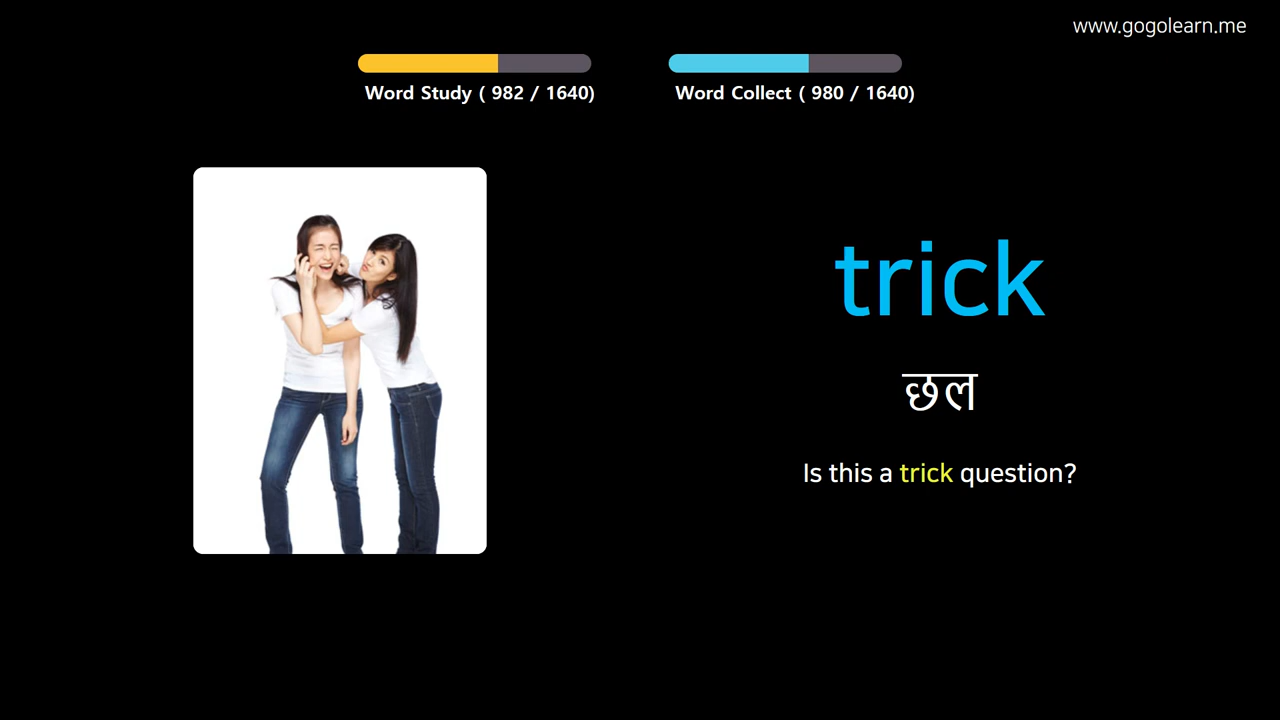 www.gogolearn.me
Word Study ( 982 / 1640)
Word Collect ( 980 / 1640)
trick
छल
Is this a trick question?